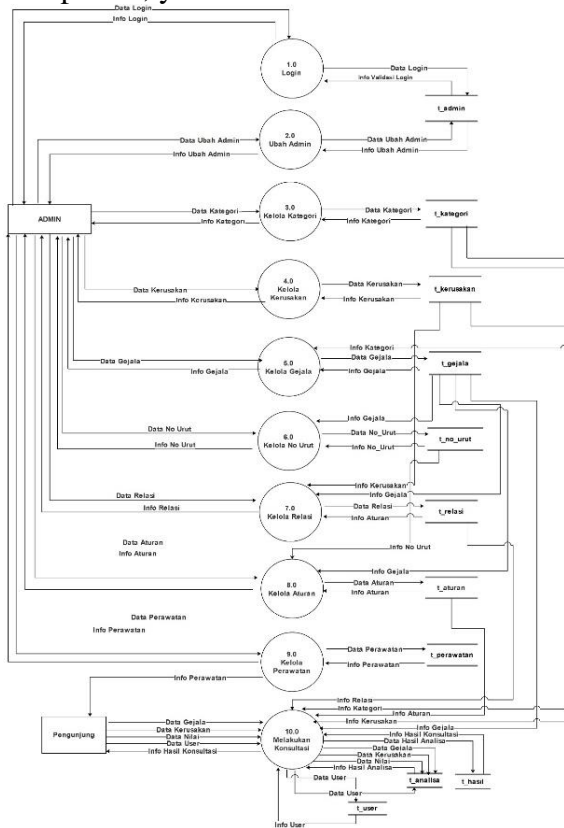 Data Login
Info Login
1.0
Login
Data Login
Info Validasi Login
t_admin
2.0
Ubah Admin
Data Ubah Admin
Info Ubah Admin
Data Ubah Admin
Info Ubah Admin
ADMIN
3.0
Kelola Kategori
Data Kategori
Info Kategori
Data Kategori
Info Kategori
t_kategori
4.0
Kelola
Kerusakan
Data Kerusakan
Info Kerusakan
Data Kerusakan
Info Kerusakan
t_kerusakan
Info Kategori
5.0
Kelola Gejala
Data Gejala
Info Gejala
Data Gejala
Info Gejala
t_gejala
Info Gejala
6.0
Kelola No Urut
Data No Urut
Info No Urut
Data No_Urut
Info No_Urut
t_no_urut
Info Kerusakan
Info Gejala
7.0
Kelola Relasi
Data Relasi
Info Relasi
Data Relasi
Info Aturan
t_relasi
Data Aturan
Info Aturan
Info No Urut
Info Gejala
8.0
Kelola Aturan
Data Aturan
Info Aturan
t_aturan
Data Perawatan
Info Perawatan
9.0
Kelola
Perawatan
Data Perawatan
Info Perawatan
t_perawatan
Info Perawatan
Info Relasi
Info Kategori
Info Aturan
Info Kerusakan
Info Gejala
Pengunjung
Data Gejala
Data Kerusakan
Data Nilai
Data User
Info Hasil Konsultasi
10.0
Melakukan
Konsultasi
Info Hasil Konsultasi
Data Hasil Analisa
Data Gejala
Data Kerusakan
Data Nilai
Info Hasil Analisa
t_analisa
t_hasil
Data User
Data User
t_user
Info User